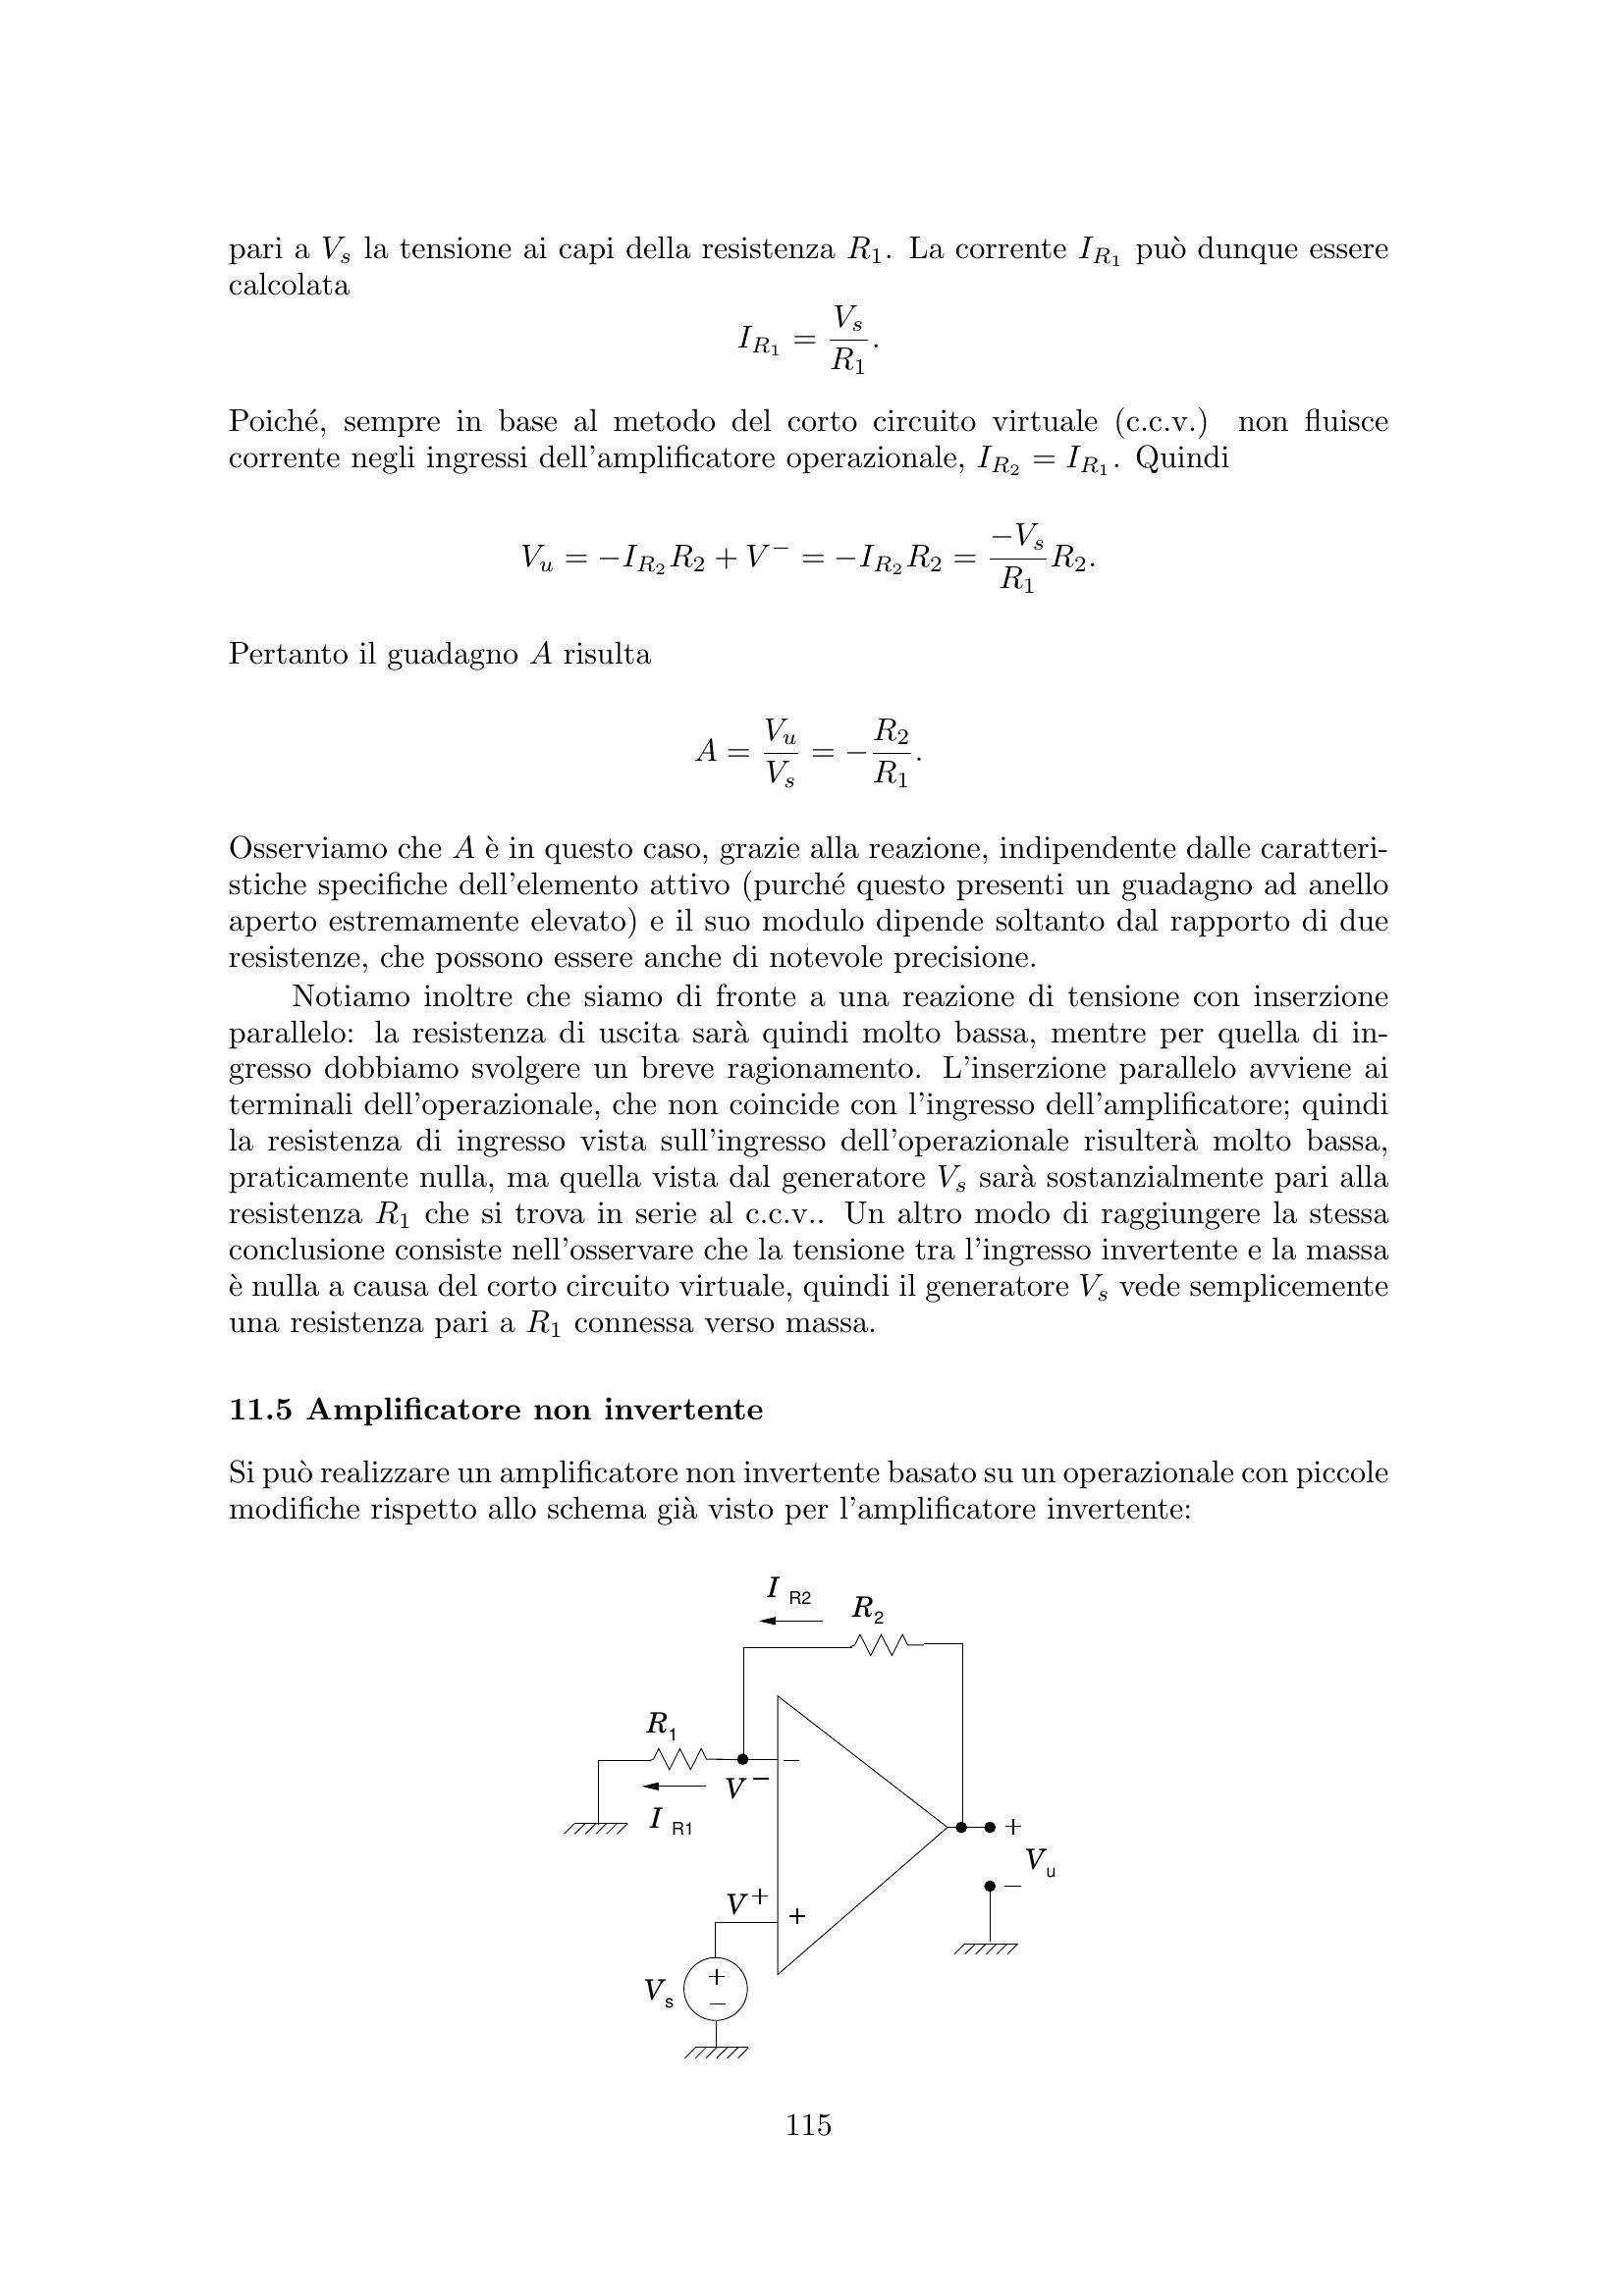 pari a V_s la tensione ai capi della resistenza R_1. La corrente I_{R_1} può dunque essere
calcolata
I_{R_1} = \frac{V_s}{R_1}.
Poiché, sempre in base al metodo del corto circuito virtuale (c.c.v.) non fluisce
corrente negli ingressi dell'amplificatore operazionale, I_{R_2} = I_{R_1}. Quindi
V_u = -I_{R_2} R_2 + V^- = -I_{R_2} R_2 = \frac{-V_s}{R_1} R_2.
Pertanto il guadagno A risulta
A = \frac{V_u}{V_s} = -\frac{R_2}{R_1}.
Osserviamo che A è in questo caso, grazie alla reazione, indipendente dalle caratteri-
stiche specifiche dell'elemento attivo (purché questo presenti un guadagno ad anello
aperto estremamente elevato) e il suo modulo dipende soltanto dal rapporto di due
resistenze, che possono essere anche di notevole precisione.
Notiamo inoltre che siamo di fronte a una reazione di tensione con inserzione
parallelo: la resistenza di uscita sarà quindi molto bassa, mentre per quella di in-
gresso dobbiamo svolgere un breve ragionamento. L'inserzione parallelo avviene ai
terminali dell'operazionale, che non coincide con l'ingresso dell'amplificatore; quindi
la resistenza di ingresso vista sull'ingresso dell'operazionale risulterà molto bassa,
praticamente nulla, ma quella vista dal generatore V_s sarà sostanzialmente pari alla
resistenza R_1 che si trova in serie al c.c.v.. Un altro modo di raggiungere la stessa
conclusione consiste nell'osservare che la tensione tra l'ingresso invertente e la massa
è nulla a causa del corto circuito virtuale, quindi il generatore V_s vede semplicemente
una resistenza pari a R_1 connessa verso massa.
11.5 Amplificatore non invertente
Si può realizzare un amplificatore non invertente basato su un operazionale con piccole
modifiche rispetto allo schema già visto per l'amplificatore invertente:
I_{R2}
R_2
R_1
−
V^−
I_{R1}
+
V_u
−
V^+
+
+
V_s
−
115